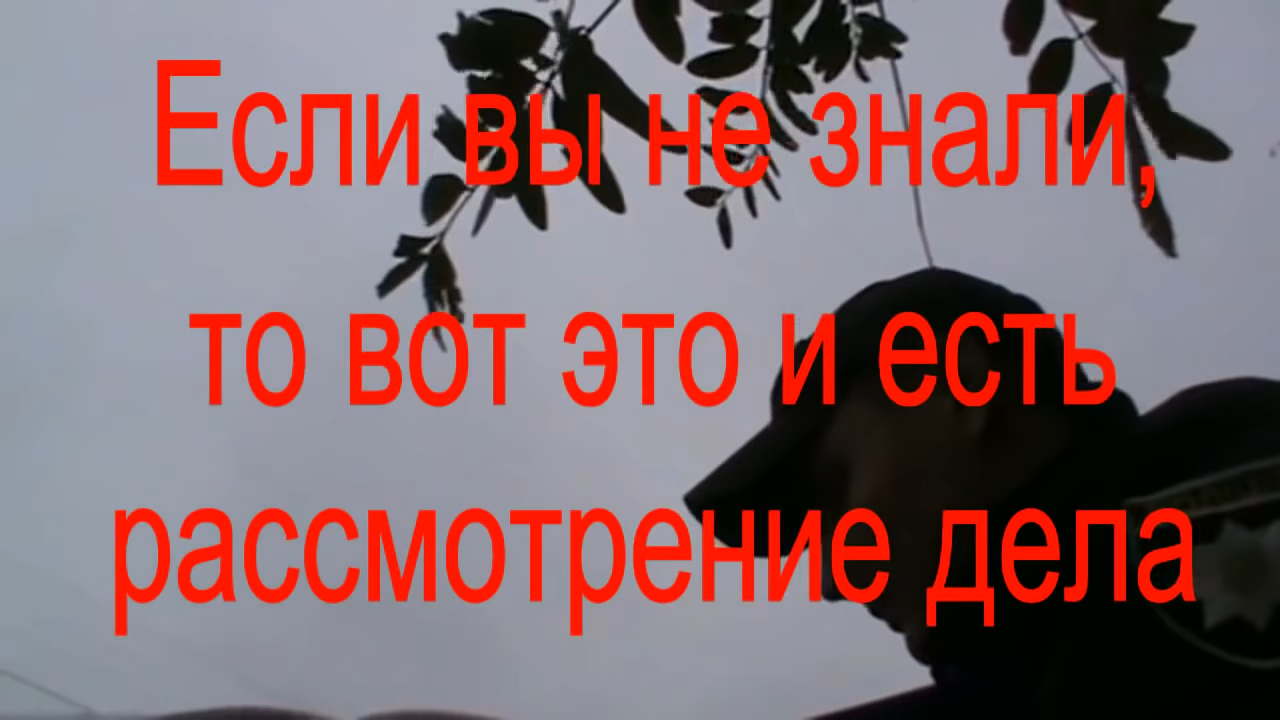 Если вы не знали,
то вот это и есть
рассмотрение дела